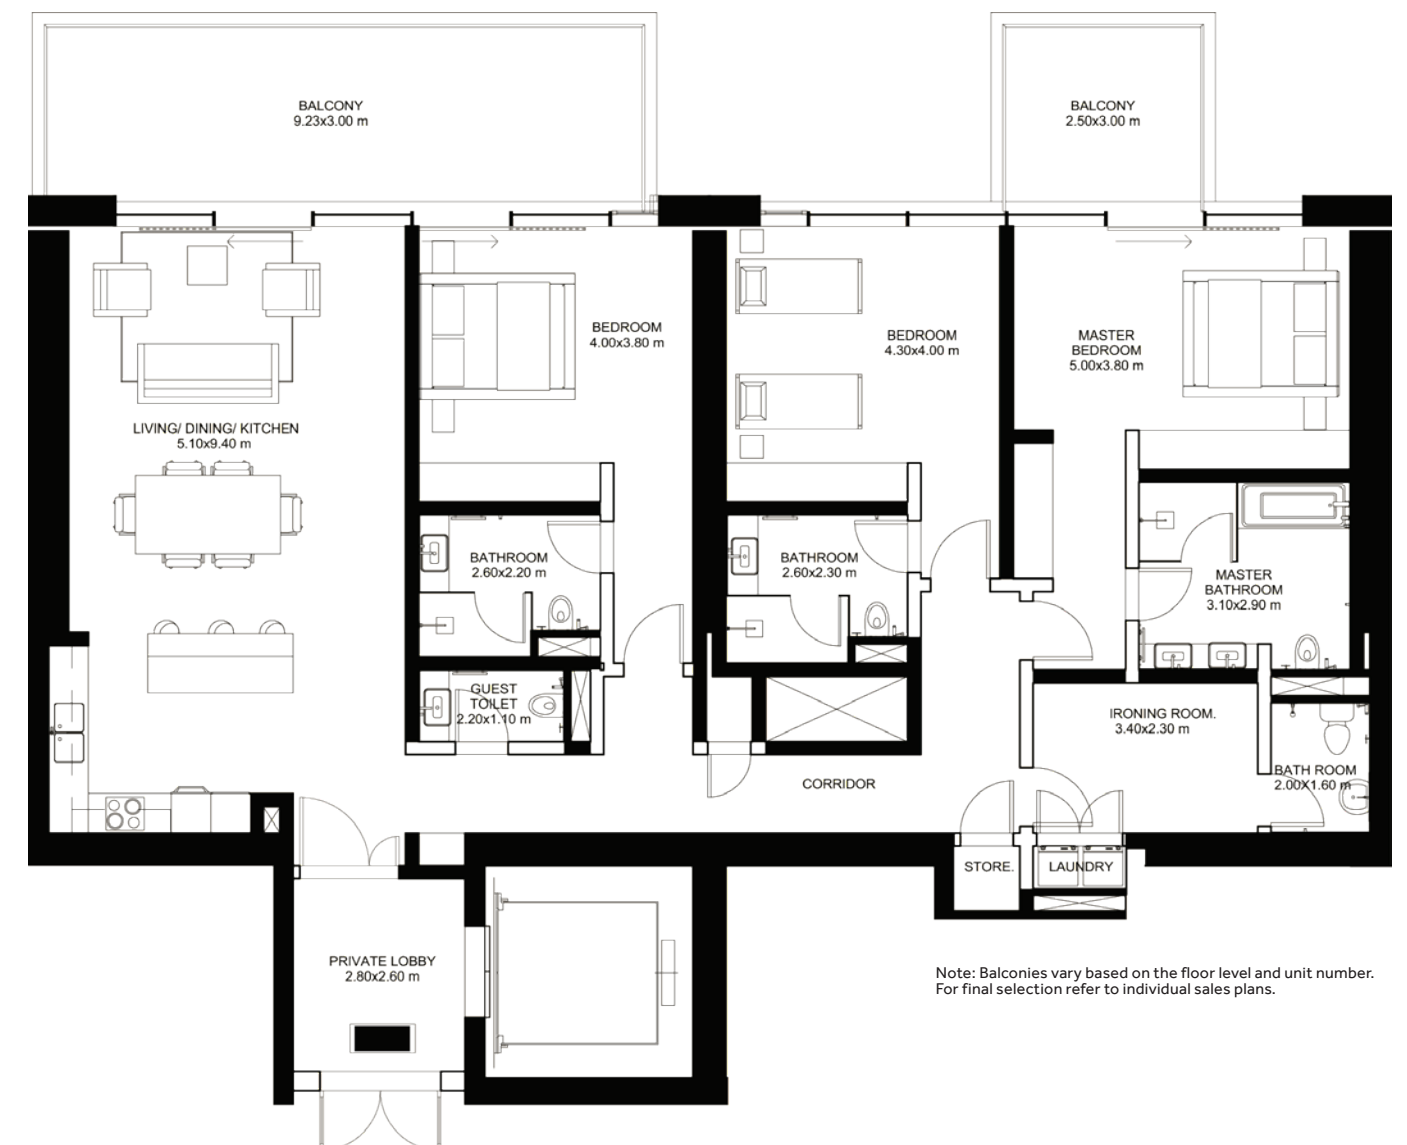 BALCONY
9.23x3.00 m
BALCONY
2.50x3.00 m
BEDROOM
4.00x3.80 m
BEDROOM
4.30x4.00 m
MASTER
BEDROOM
5.00x3.80 m
LIVING/ DINING/ KITCHEN
5.10x9.40 m
BATHROOM
2.60x2.20 m
BATHROOM
2.60x2.30 m
MASTER
BATHROOM
3.10x2.90 m
GUEST
TOILET
2.20x1.10 m
IRONING ROOM.
3.40x2.30 m
BATH ROOM
2.00X1.60 m
CORRIDOR
STORE.
LAUNDRY
PRIVATE LOBBY
2.80x2.60 m
Note: Balconies vary based on the floor level and unit number.
For final selection refer to individual sales plans.